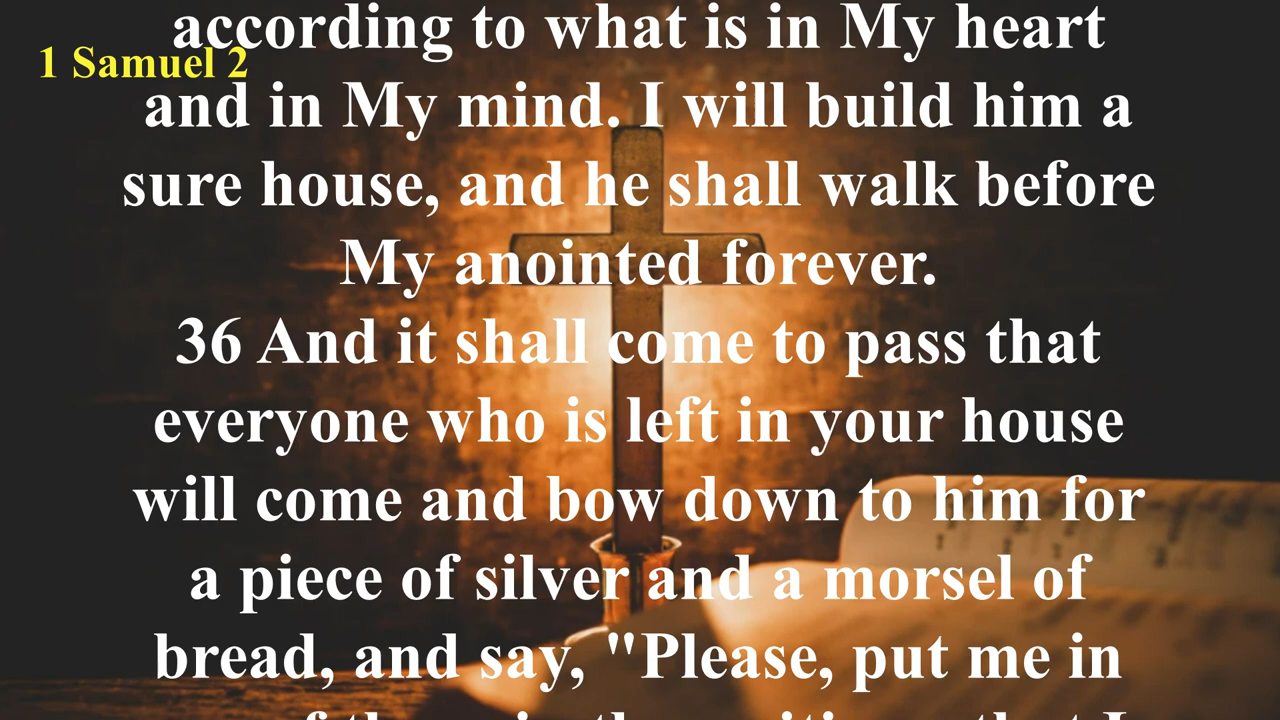 according to what is in My heart
1 Samuel 2
and in My mind. I will build him a
sure house, and he shall walk before
My anointed forever.
36 And it shall come to pass that
everyone who is left in your house
will come and bow down to him for
a piece of silver and a morsel of
bread, and say, "Please, put me in